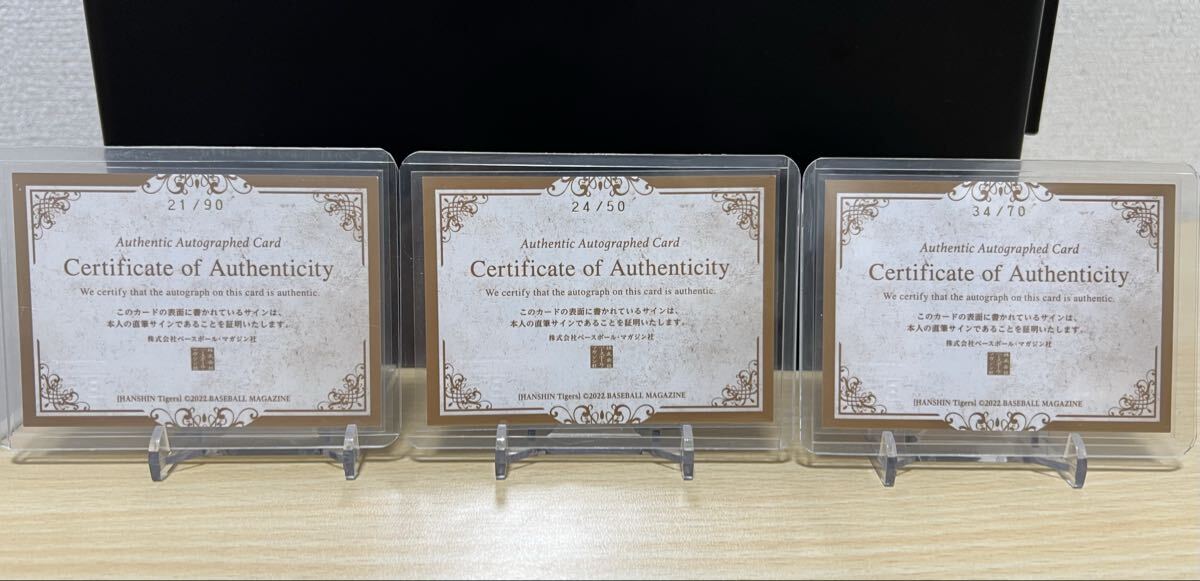 21/90
Authentic Autographed Card
Certificate of Authenticity
We certify that the autograph on this card is authentic.
このカードの表面に書かれているサインは、
本人の直筆サインであることを証明いたします。
株式会社ベースボール・マガジン社
[HANSHIN Tigers] ©2022 BASEBALL MAGAZINE
24/50
Authentic Autographed Card
Certificate of Authenticity
We certify that the autograph on this card is authentic.
このカードの表面に書かれているサインは、
本人の直筆サインであることを証明いたします。
株式会社ベースボール・マガジン社
[HANSHIN Tigers] ©2022 BASEBALL MAGAZINE
34/70
Authentic Autographed Card
Certificate of Authenticity
We certify that the autograph on this card is authentic.
このカードの表面に書かれているサインは、
本人の直筆サインであることを証明いたします。
株式会社ベースボール・マガジン社
[HANSHIN Tigers] ©2022 BASEBALL MAGAZINE